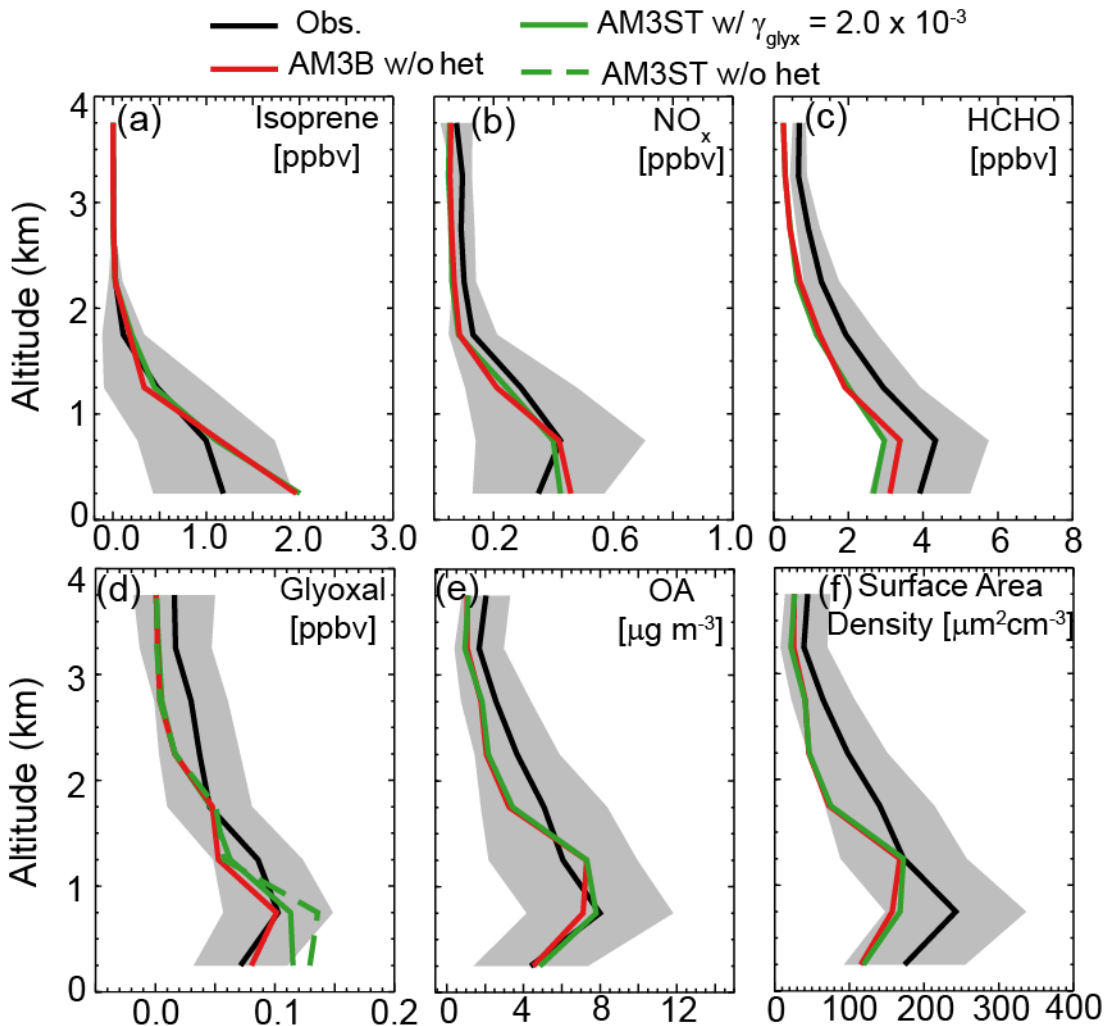 Obs.
AM3ST w/ γglyx = 2.0 x 10-3
AM3B w/o het
AM3ST w/o het
(a)
Isoprene
[ppbv]
(b)
NOx
[ppbv]
(c)
HCHO
[ppbv]
Altitude (km)
4
3
2
1
0
0.0 1.0 2.0 3.0
0.2 0.6 1.0
0 2 4 6 8
(d)
Glyoxal
[ppbv]
(e)
OA
[μg m-3]
(f)
Surface Area
Density [μm2cm-3]
Altitude (km)
4
3
2
1
0
0.0 0.1 0.2
0 4 8 12
0 100 200 300 400